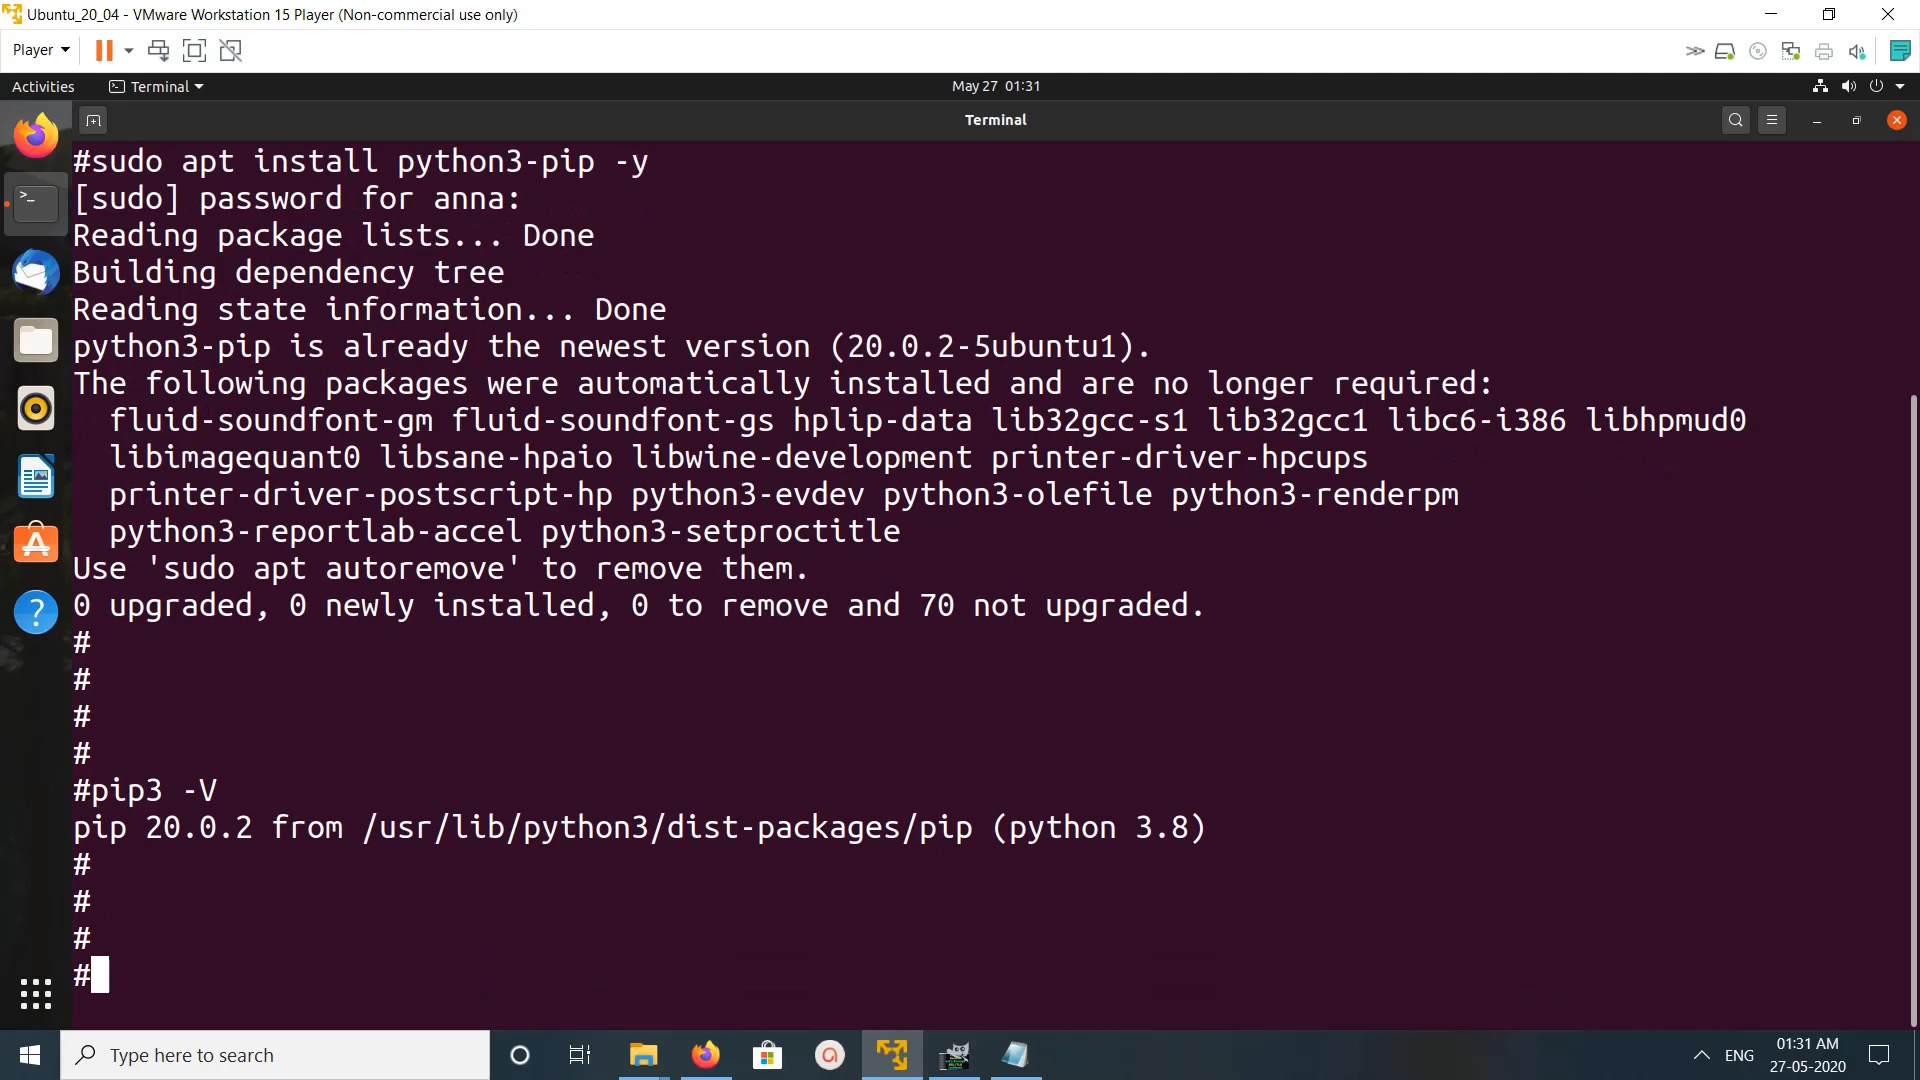 Ubuntu_20_04 - VMware Workstation 15 Player (Non-commercial use only)
Player
Activities
Terminal
May 27 01:31
Terminal
#sudo apt install python3-pip -y
[sudo] password for anna:
Reading package lists... Done
Building dependency tree
Reading state information... Done
python3-pip is already the newest version (20.0.2-5ubuntu1).
The following packages were automatically installed and are no longer required:
  fluid-soundfont-gm fluid-soundfont-gs hplip-data lib32gcc-s1 lib32gcc1 libc6-i386 libhpmud0
  libimagequant0 libsane-hpaio libwine-development printer-driver-hpcups
  printer-driver-postscript-hp python3-evdev python3-olefile python3-renderpm
  python3-reportlab-accel python3-setproctitle
Use 'sudo apt autoremove' to remove them.
0 upgraded, 0 newly installed, 0 to remove and 70 not upgraded.
#
#
#
#
#pip3 -V
pip 20.0.2 from /usr/lib/python3/dist-packages/pip (python 3.8)
#
#
#
#
Type here to search
ENG
01:31 AM
27-05-2020